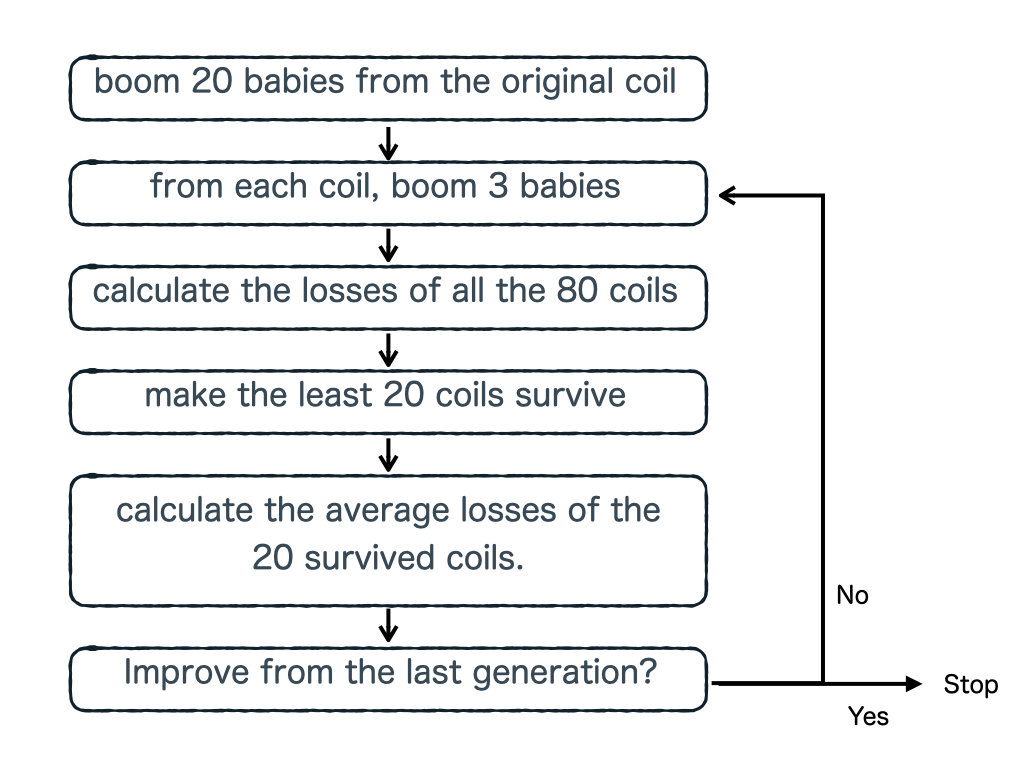 boom 20 babies from the original coil
from each coil, boom 3 babies
calculate the losses of all the 80 coils
make the least 20 coils survive
calculate the average losses of the
20 survived coils.
No
Improve from the last generation?
Stop
Yes